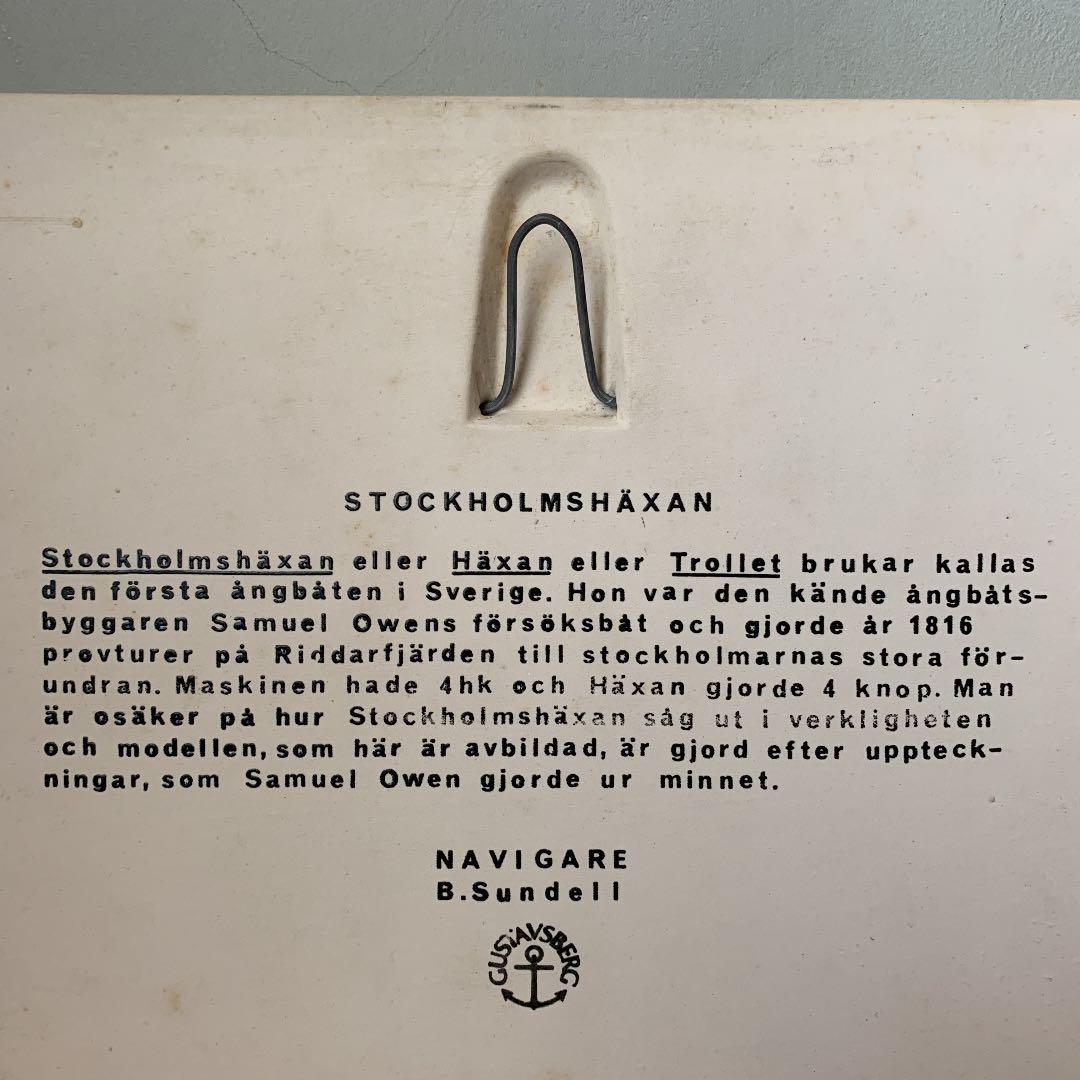 STOCKHOLMSHÄXAN
Stockholmshäxan eller Häxan eller Trollet brukar kallas
den första ångbåten i Sverige. Hon var den kände ångbåts-
byggaren Samuel Owens försöksbåt och gjorde år 1816
provturer på Riddarfjärden till stockholmarnas stora för-
undran. Maskinen hade 4hk och Häxan gjorde 4 knop. Man
är osäker på hur Stockholmshäxan såg ut i verkligheten
och modellen, som här är avbildad, är gjord efter uppteck-
ningar, som Samuel Owen gjorde ur minnet.
NAVIGARE
B.Sundell
GUSTAVSBERG